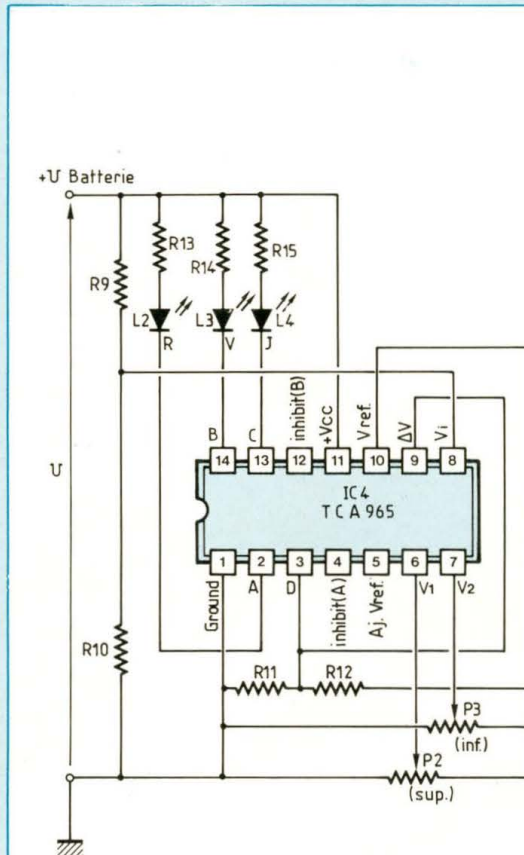 +U Batterie
R13
R14
R15
R9
L2
L3
L4
R
V
J
B
C
inhibit(B)
+Vcc
V ref.
ΔV
Vi
14
13
12
11
10
9
8
U
IC4
TCA 965
1
2
3
4
5
6
7
Ground
A
D
inhibit(A)
Aj. Vref.
V1
V2
R10
R11
R12
P3
(inf.)
P2
(sup.)